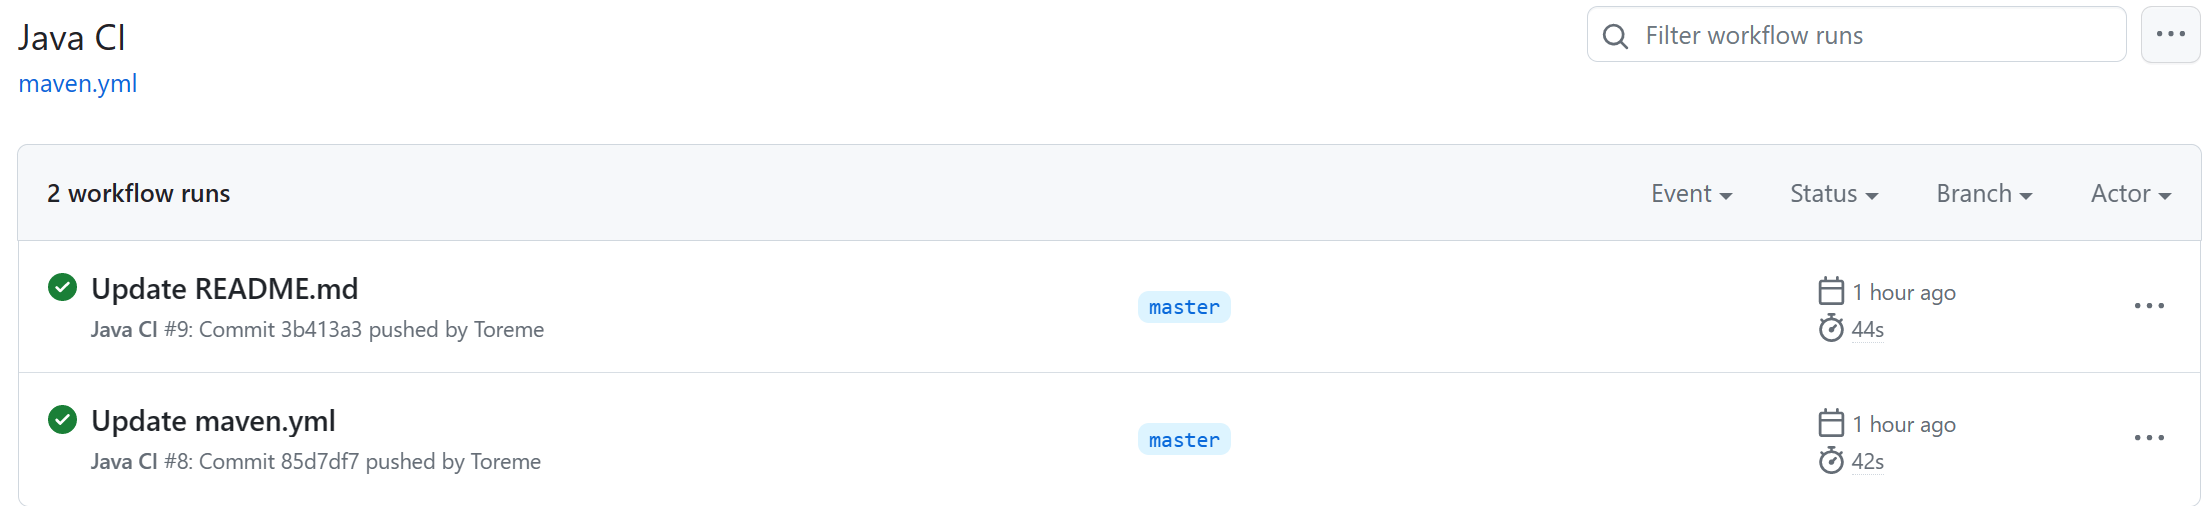 Java CI
Filter workflow runs
maven.yml
2 workflow runs
Event
Status
Branch
Actor
Update README.md
Java CI #9: Commit 3b413a3 pushed by Toreme
master
1 hour ago
44s
Update maven.yml
Java CI #8: Commit 85d7df7 pushed by Toreme
master
1 hour ago
42s